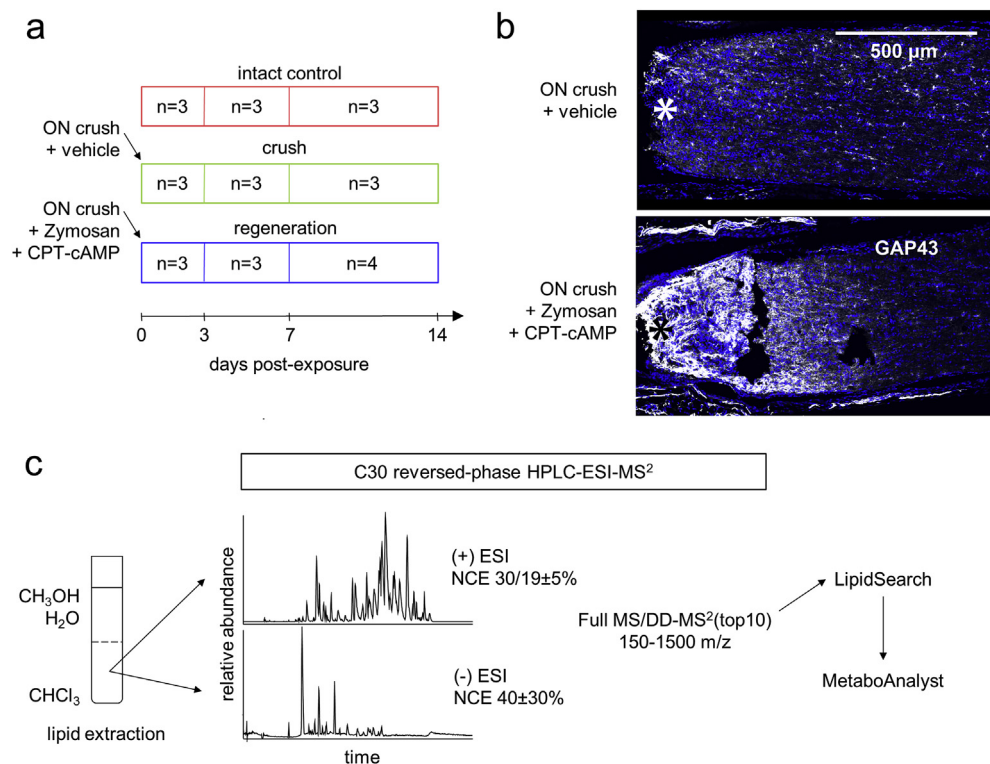 a
intact control
n=3 n=3 n=3
ON crush
+ vehicle
crush
n=3 n=3 n=3
ON crush
+ Zymosan
+ CPT-cAMP
regeneration
n=3 n=3 n=4
0 3 7 14
days post-exposure
b
500 µm
ON crush
+ vehicle
*
GAP43
ON crush
+ Zymosan
+ CPT-cAMP
*
c
C30 reversed-phase HPLC-ESI-MS²
CH₃OH
H₂O
CHCl₃
lipid extraction
relative abundance
(+) ESI
NCE 30/19±5%
(-) ESI
NCE 40±30%
time
Full MS/DD-MS²(top10)
150-1500 m/z
LipidSearch
MetaboAnalyst